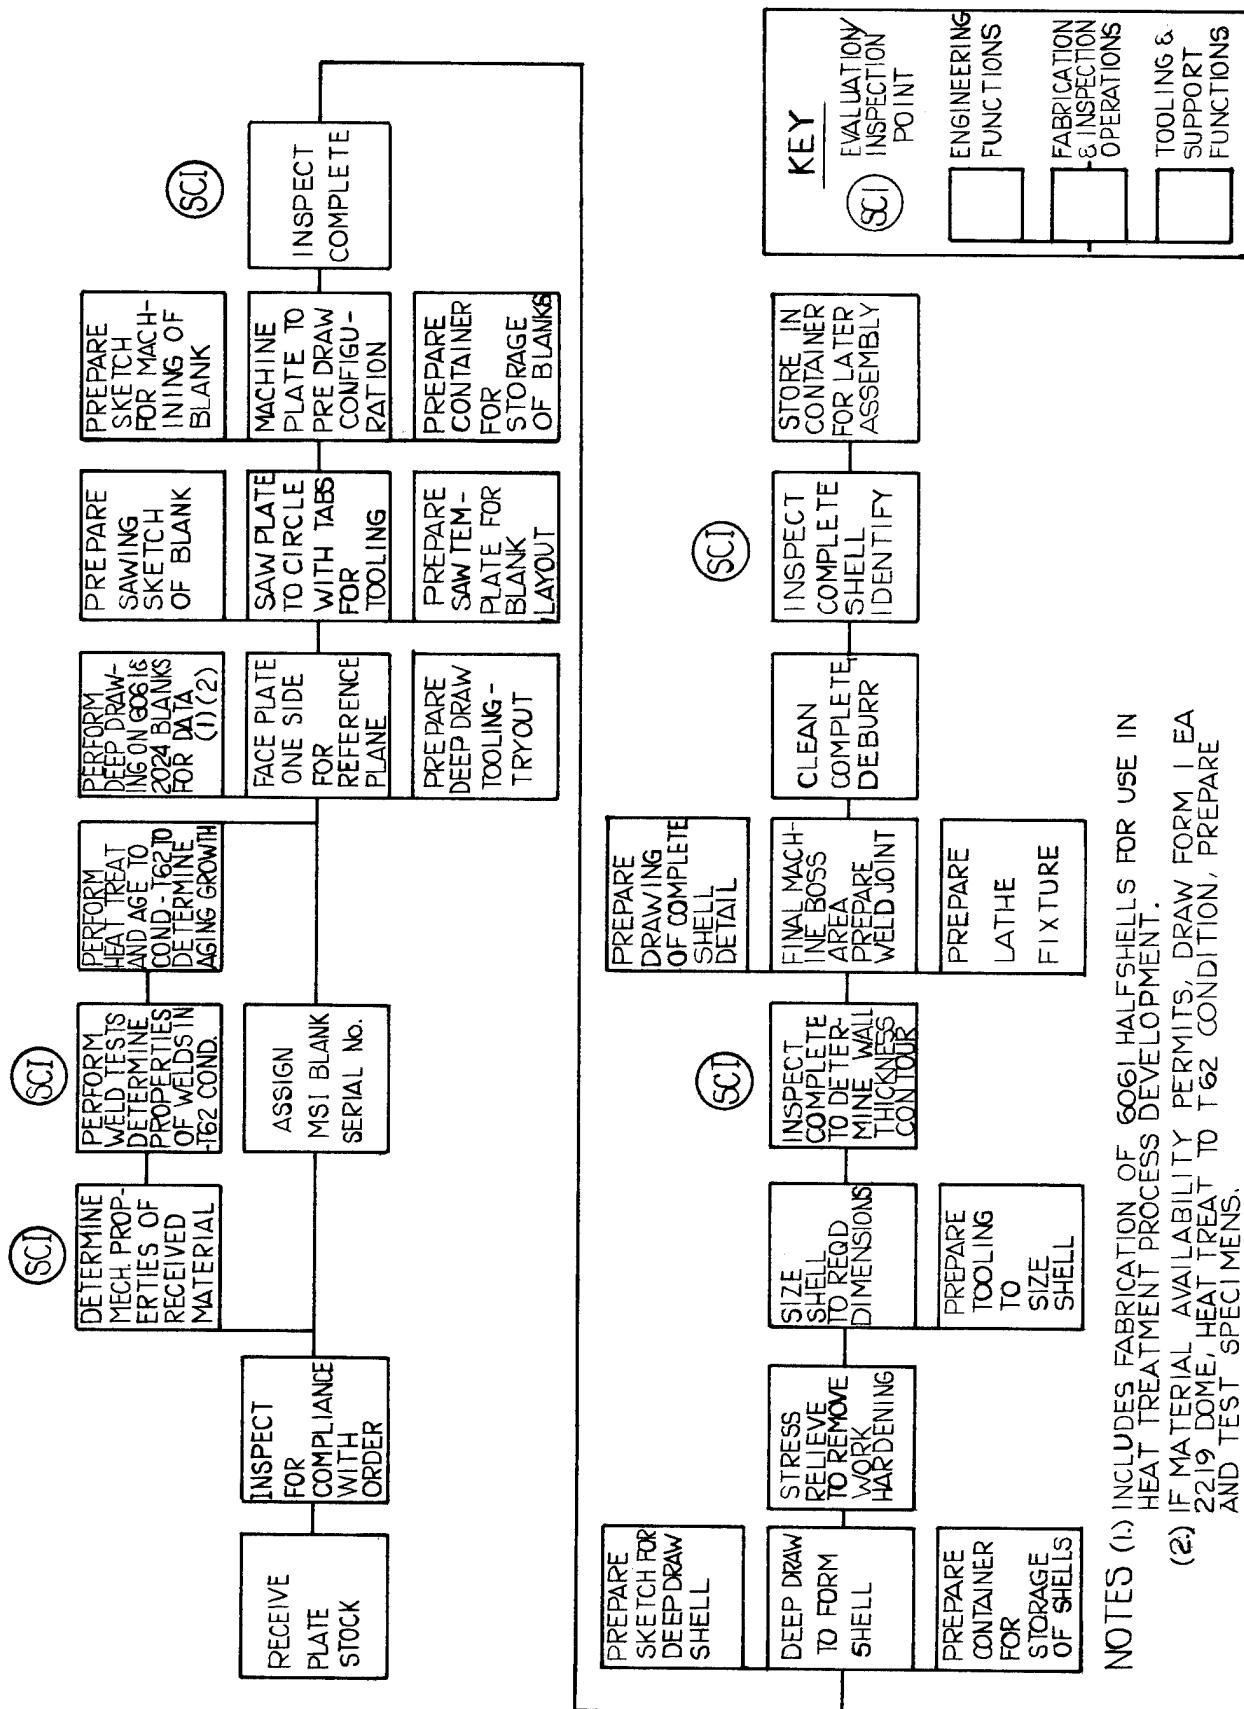 RECEIVE
PLATE
STOCK
INSPECT
FOR
COMPLIANCE
WITH
ORDER
SCI
DETERMINE
MECH. PROP-
ERTIES OF
RECEIVED
MATERIAL
SCI
PERFORM
WELD TESTS
DETERMINE
PROPERTIES
OF WELDS IN
-T62 COND.
ASSIGN
MSI BLANK
SERIAL No.
PERFORM
HEAT TREAT
AND AGE TO
COND - T62 TO
DETERMINE
AGING GROWTH
PERFORM
DEEP DRAW-
ING ON 6061 &
2024 BLANKS
FOR DATA
(1) (2)
FACE PLATE
ONE SIDE
FOR
REFERENCE
PLANE
PREPARE
DEEP DRAW
TOOLING -
TRYOUT
PREPARE
SAWING
SKETCH
OF BLANK
SAW PLATE
TO CIRCLE
WITH TABS
FOR
TOOLING
PREPARE
SAW TEM-
PLATE FOR
BLANK
LAYOUT
PREPARE
SKETCH
FOR MACH-
INING OF
BLANK
MACHINE
PLATE TO
PRE DRAW
CONFIGU-
RATION
PREPARE
CONTAINER
FOR
STORAGE
OF BLANKS
SCI
INSPECT
COMPLETE
PREPARE
SKETCH FOR
DEEP DRAW
SHELL
DEEP DRAW
TO FORM
SHELL
PREPARE
CONTAINER
FOR
STORAGE
OF SHELLS
STRESS
RELIEVE
TO REMOVE
WORK
HARDENING
SIZE
SHELL
TO REQD
DIMENSIONS
PREPARE
TOOLING
TO
SIZE
SHELL
SCI
INSPECT
COMPLETE
TO DETER-
MINE WALL
THICKNESS
CONTOUR
PREPARE
DRAWING
OF COMPLETE
SHELL
DETAIL
FINAL MACH-
INE BOSS
AREA
PREPARE
WELD JOINT
PREPARE
LATHE
FIXTURE
CLEAN
COMPLETE,
DEBURR
SCI
INSPECT
COMPLETE
SHELL
IDENTIFY
STORE IN
CONTAINER
FOR LATER
ASSEMBLY
KEY
SCI
EVALUATION/
INSPECTION
POINT
ENGINEERING
FUNCTIONS
FABRICATION
& INSPECTION
OPERATIONS
TOOLING &
SUPPORT
FUNCTIONS
NOTES (1.) INCLUDES FABRICATION OF 6061 HALFSHELLS FOR USE IN
HEAT TREATMENT PROCESS DEVELOPMENT.
(2.) IF MATERIAL AVAILABILITY PERMITS, DRAW FORM 1 EA
2219 DOME, HEAT TREAT TO T62 CONDITION, PREPARE
AND TEST SPECIMENS.